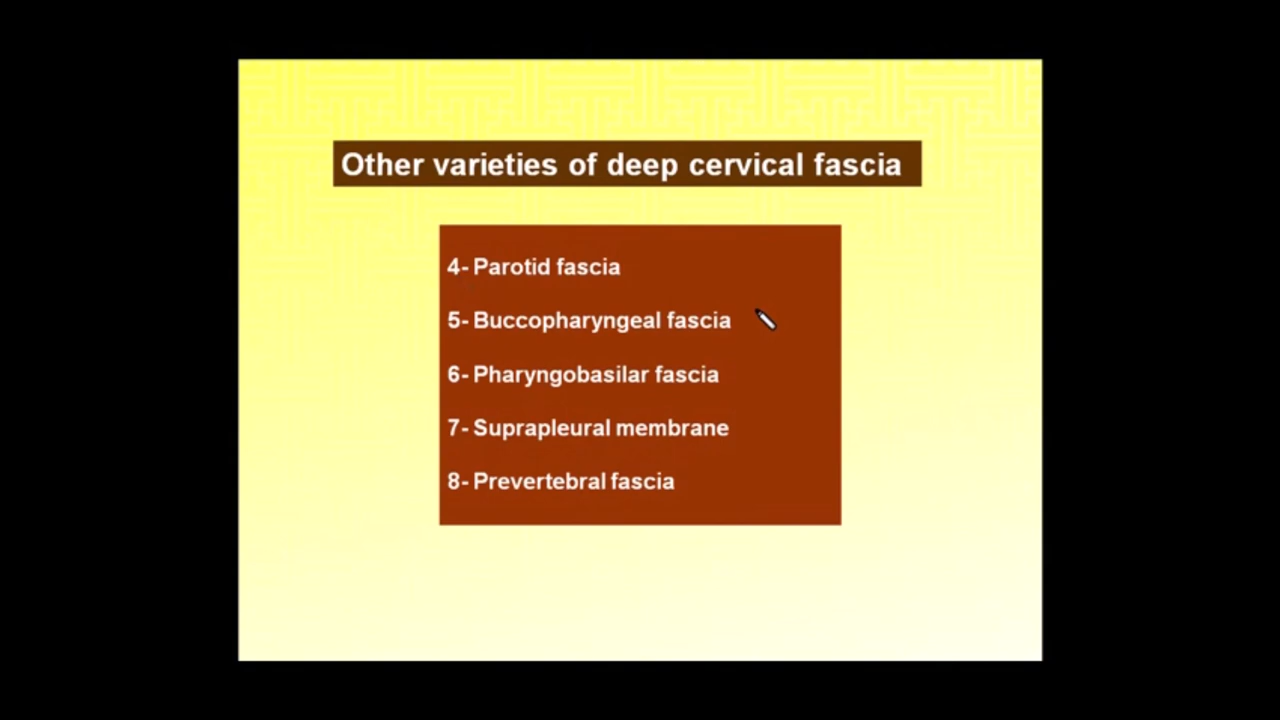 Other varieties of deep cervical fascia
4- Parotid fascia
5- Buccopharyngeal fascia
6- Pharyngobasilar fascia
7- Suprapleural membrane
8- Prevertebral fascia